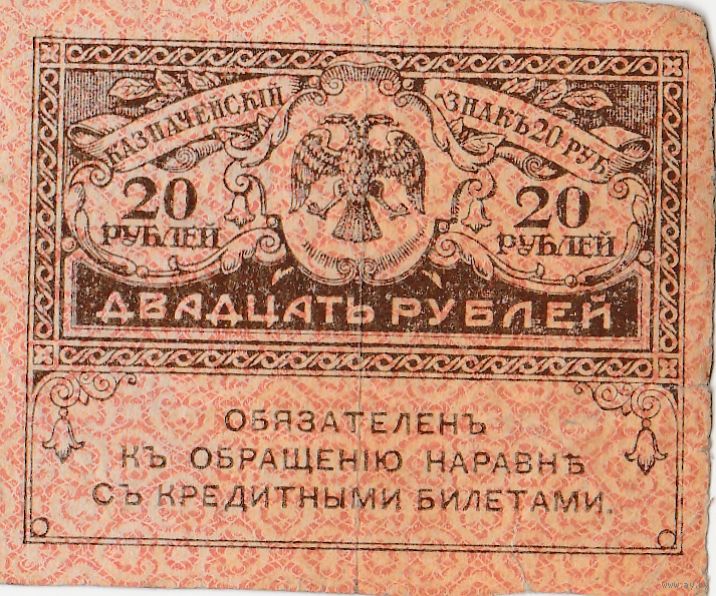 КАЗНАЧЕЙСКІЙ
ЗНАКЪ 20 РУБ
20
РУБЛЕЙ
20
РУБЛЕЙ
ДВАДЦАТЬ РУБЛЕЙ
ОБЯЗАТЕЛЕНЪ
КЪ ОБРАЩЕНІЮ НАРАВНѢ
СЪ КРЕДИТНЫМИ БИЛЕТАМИ.